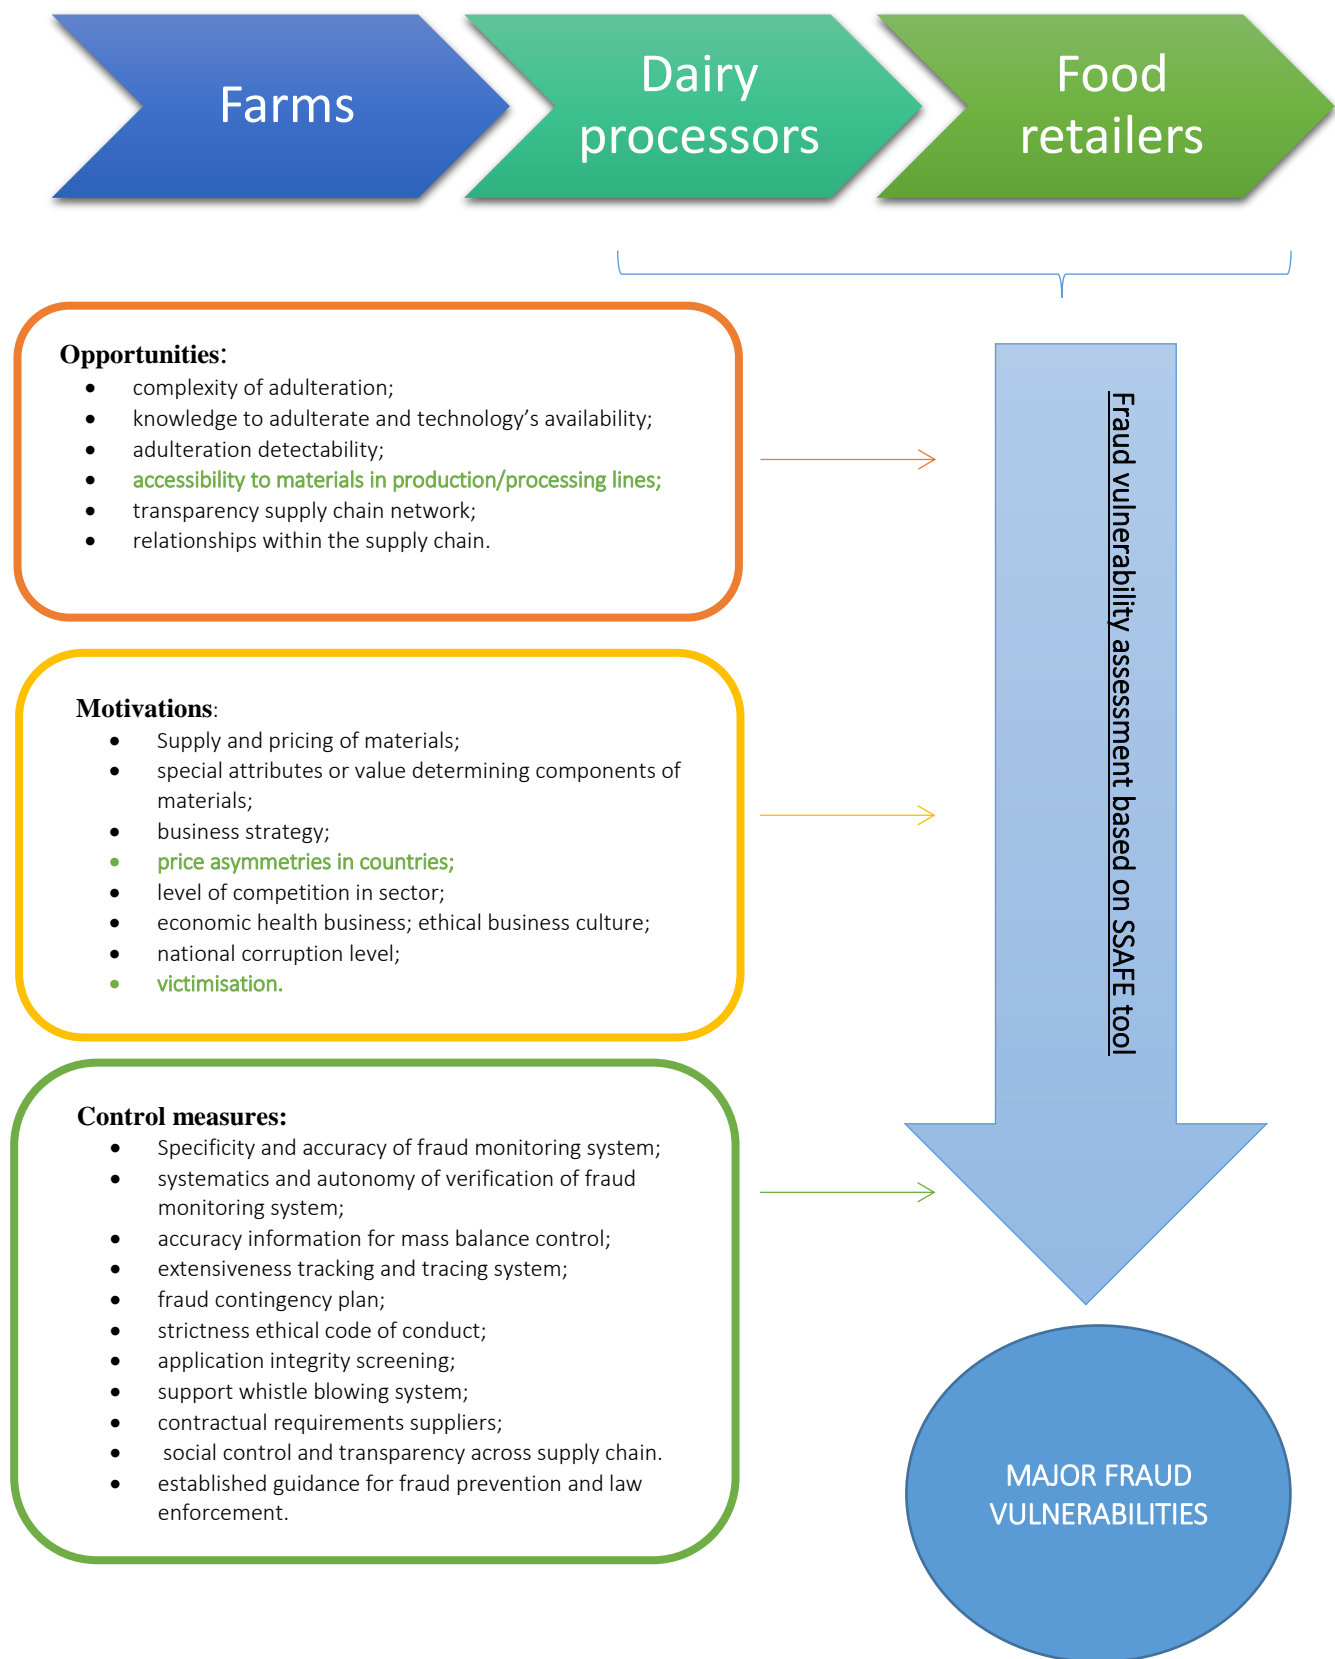 Farms
Dairy
processors
Food
retailers
Opportunities:
• complexity of adulteration;
• knowledge to adulterate and technology’s availability;
• adulteration detectability;
• accessibility to materials in production/processing lines;
• transparency supply chain network;
• relationships within the supply chain.
Motivations:
• Supply and pricing of materials;
• special attributes or value determining components of
materials;
• business strategy;
• price asymmetries in countries;
• level of competition in sector;
• economic health business; ethical business culture;
• national corruption level;
• victimisation.
Control measures:
• Specificity and accuracy of fraud monitoring system;
• systematics and autonomy of verification of fraud
monitoring system;
• accuracy information for mass balance control;
• extensiveness tracking and tracing system;
• fraud contingency plan;
• strictness ethical code of conduct;
• application integrity screening;
• support whistle blowing system;
• contractual requirements suppliers;
• social control and transparency across supply chain.
• established guidance for fraud prevention and law
enforcement.
Fraud vulnerability assessment based on SSAFE tool
MAJOR FRAUD
VULNERABILITIES